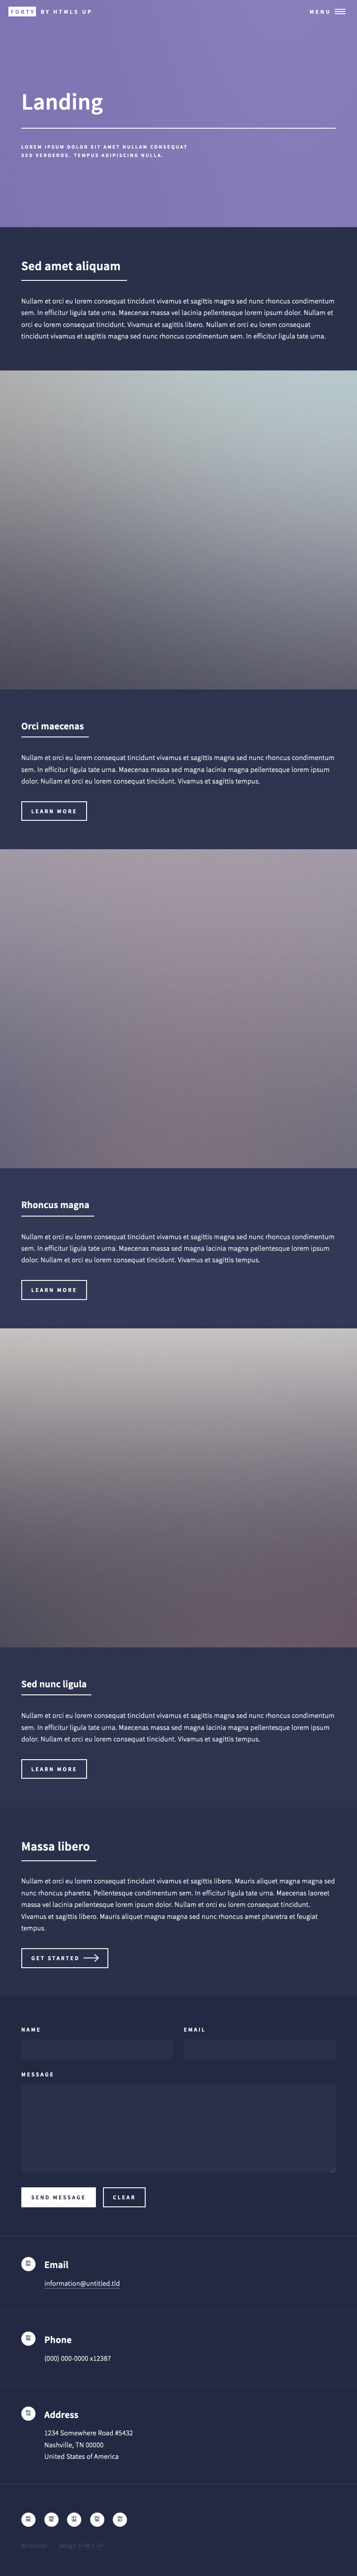 FORTY BY HTML5 UP
MENU
Landing
LOREM IPSUM DOLOR SIT AMET NULLAM CONSEQUAT
SED VEROEROS. TEMPUS ADIPISCING NULLA.
Sed amet aliquam
Nullam et orci eu lorem consequat tincidunt vivamus et sagittis magna sed nunc rhoncus condimentum
sem. In efficitur ligula tate urna. Maecenas massa vel lacinia pellentesque lorem ipsum dolor. Nullam et
orci eu lorem consequat tincidunt. Vivamus et sagittis libero. Nullam et orci eu lorem consequat
tincidunt vivamus et sagittis magna sed nunc rhoncus condimentum sem. In efficitur ligula tate urna.
Orci maecenas
Nullam et orci eu lorem consequat tincidunt vivamus et sagittis magna sed nunc rhoncus condimentum
sem. In efficitur ligula tate urna. Maecenas massa sed magna lacinia magna pellentesque lorem ipsum
dolor. Nullam et orci eu lorem consequat tincidunt. Vivamus et sagittis tempus.
LEARN MORE
Rhoncus magna
Nullam et orci eu lorem consequat tincidunt vivamus et sagittis magna sed nunc rhoncus condimentum
sem. In efficitur ligula tate urna. Maecenas massa sed magna lacinia magna pellentesque lorem ipsum
dolor. Nullam et orci eu lorem consequat tincidunt. Vivamus et sagittis tempus.
LEARN MORE
Sed nunc ligula
Nullam et orci eu lorem consequat tincidunt vivamus et sagittis magna sed nunc rhoncus condimentum
sem. In efficitur ligula tate urna. Maecenas massa sed magna lacinia magna pellentesque lorem ipsum
dolor. Nullam et orci eu lorem consequat tincidunt. Vivamus et sagittis tempus.
LEARN MORE
Massa libero
Nullam et orci eu lorem consequat tincidunt vivamus et sagittis libero. Mauris aliquet magna magna sed
nunc rhoncus pharetra. Pellentesque condimentum sem. In efficitur ligula tate urna. Maecenas laoreet
massa vel lacinia pellentesque lorem ipsum dolor. Nullam et orci eu lorem consequat tincidunt.
Vivamus et sagittis libero. Mauris aliquet magna magna sed nunc rhoncus amet pharetra et feugiat
tempus.
GET STARTED
NAME
EMAIL
MESSAGE
SEND MESSAGE
CLEAR
Email
information@untitled.tld
Phone
(000) 000-0000 x12387
Address
1234 Somewhere Road #5432
Nashville, TN 00000
United States of America
© Untitled
Design: HTML5 UP